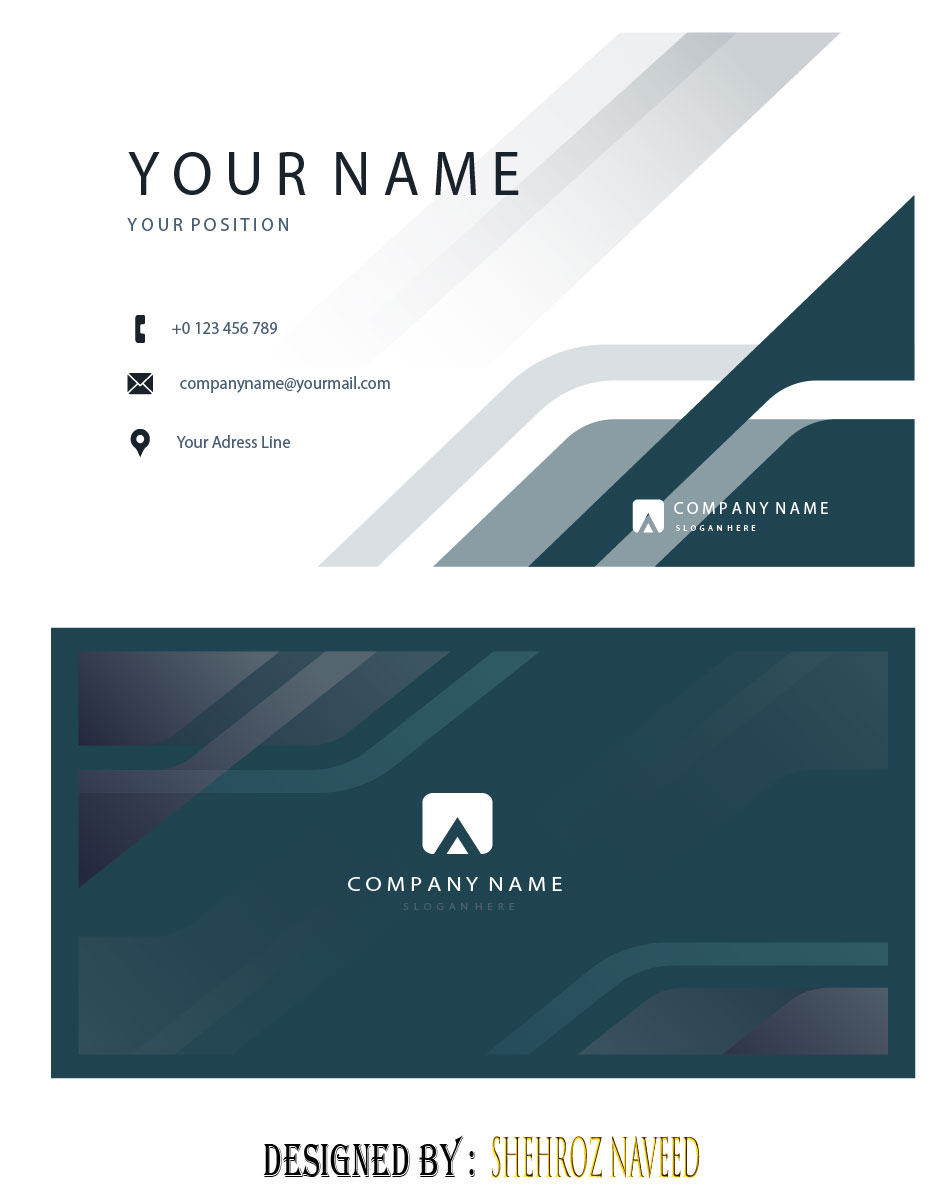 YOUR NAME
YOUR POSITION
+0 123 456 789
companyname@yourmail.com
Your Adress Line
COMPANY NAME
SLOGAN HERE
COMPANY NAME
SLOGAN HERE
DESIGNED BY : SHEHROZ NAVEED